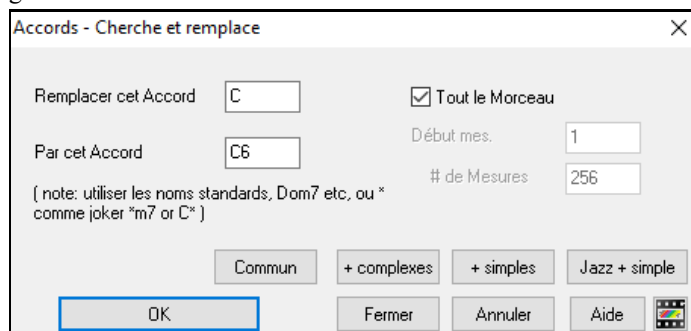 Accords - Cherche et remplace
Remplacer cet Accord C
Tout le Morceau
Début mes. 1
Par cet Accord C6
# de Mesures 256
( note: utiliser les noms standards, Dom7 etc, ou *
comme joker *m7 or C* )
Commun + complexes + simples Jazz + simple
OK Fermer Annuler Aide